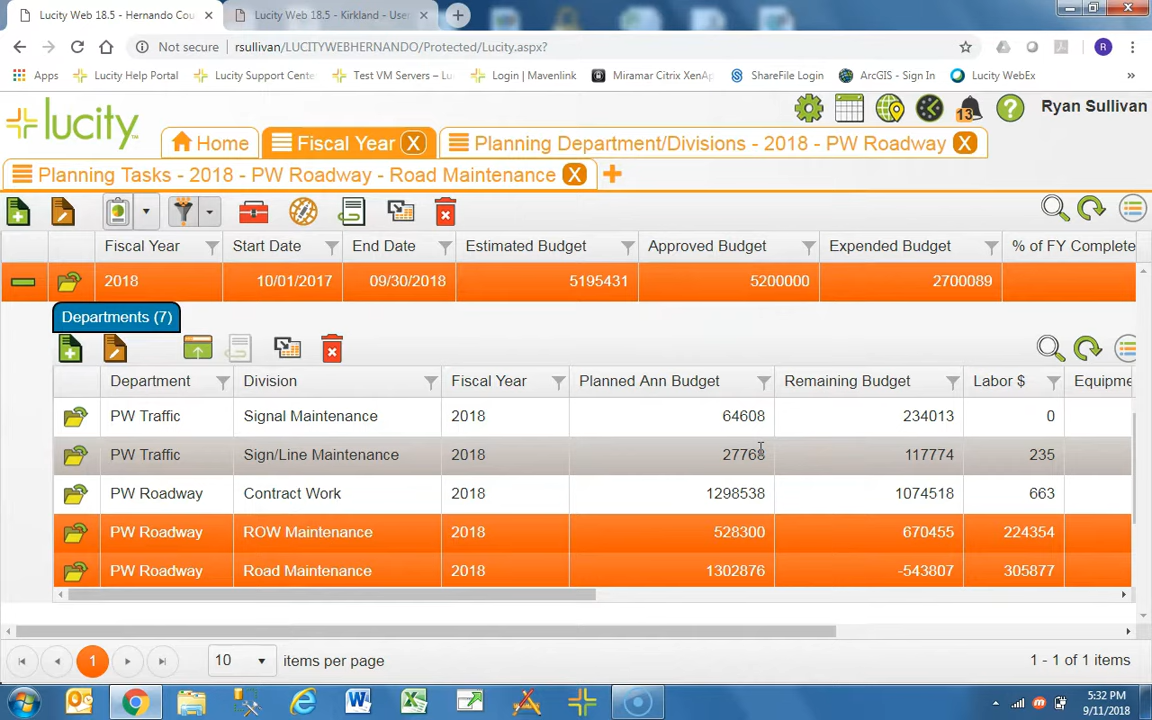 Lucity Web 18.5 - Hernando Cou × Lucity Web 18.5 - Kirkland - User ×
Not secure rsullivan/LUCITYWEBHERNANDO/Protected/Lucity.aspx? R
Apps Lucity Help Portal Lucity Support Cente Test VM Servers – Lu Login | Mavenlink Miramar Citrix XenAp ShareFile Login ArcGIS - Sign In Lucity WebEx »
lucity 13 Ryan Sullivan
Home Fiscal Year X Planning Department/Divisions - 2018 - PW Roadway X
Planning Tasks - 2018 - PW Roadway - Road Maintenance X
Fiscal Year Start Date End Date Estimated Budget Approved Budget Expended Budget % of FY Complete
2018 10/01/2017 09/30/2018 5195431 5200000 2700089
Departments (7)
Department Division Fiscal Year Planned Ann Budget Remaining Budget Labor $ Equipme
PW Traffic Signal Maintenance 2018 64608 234013 0
PW Traffic Sign/Line Maintenance 2018 27768 117774 235
PW Roadway Contract Work 2018 1298538 1074518 663
PW Roadway ROW Maintenance 2018 528300 670455 224354
PW Roadway Road Maintenance 2018 1302876 -543807 305877
1 10 items per page 1 - 1 of 1 items
5:32 PM
9/11/2018